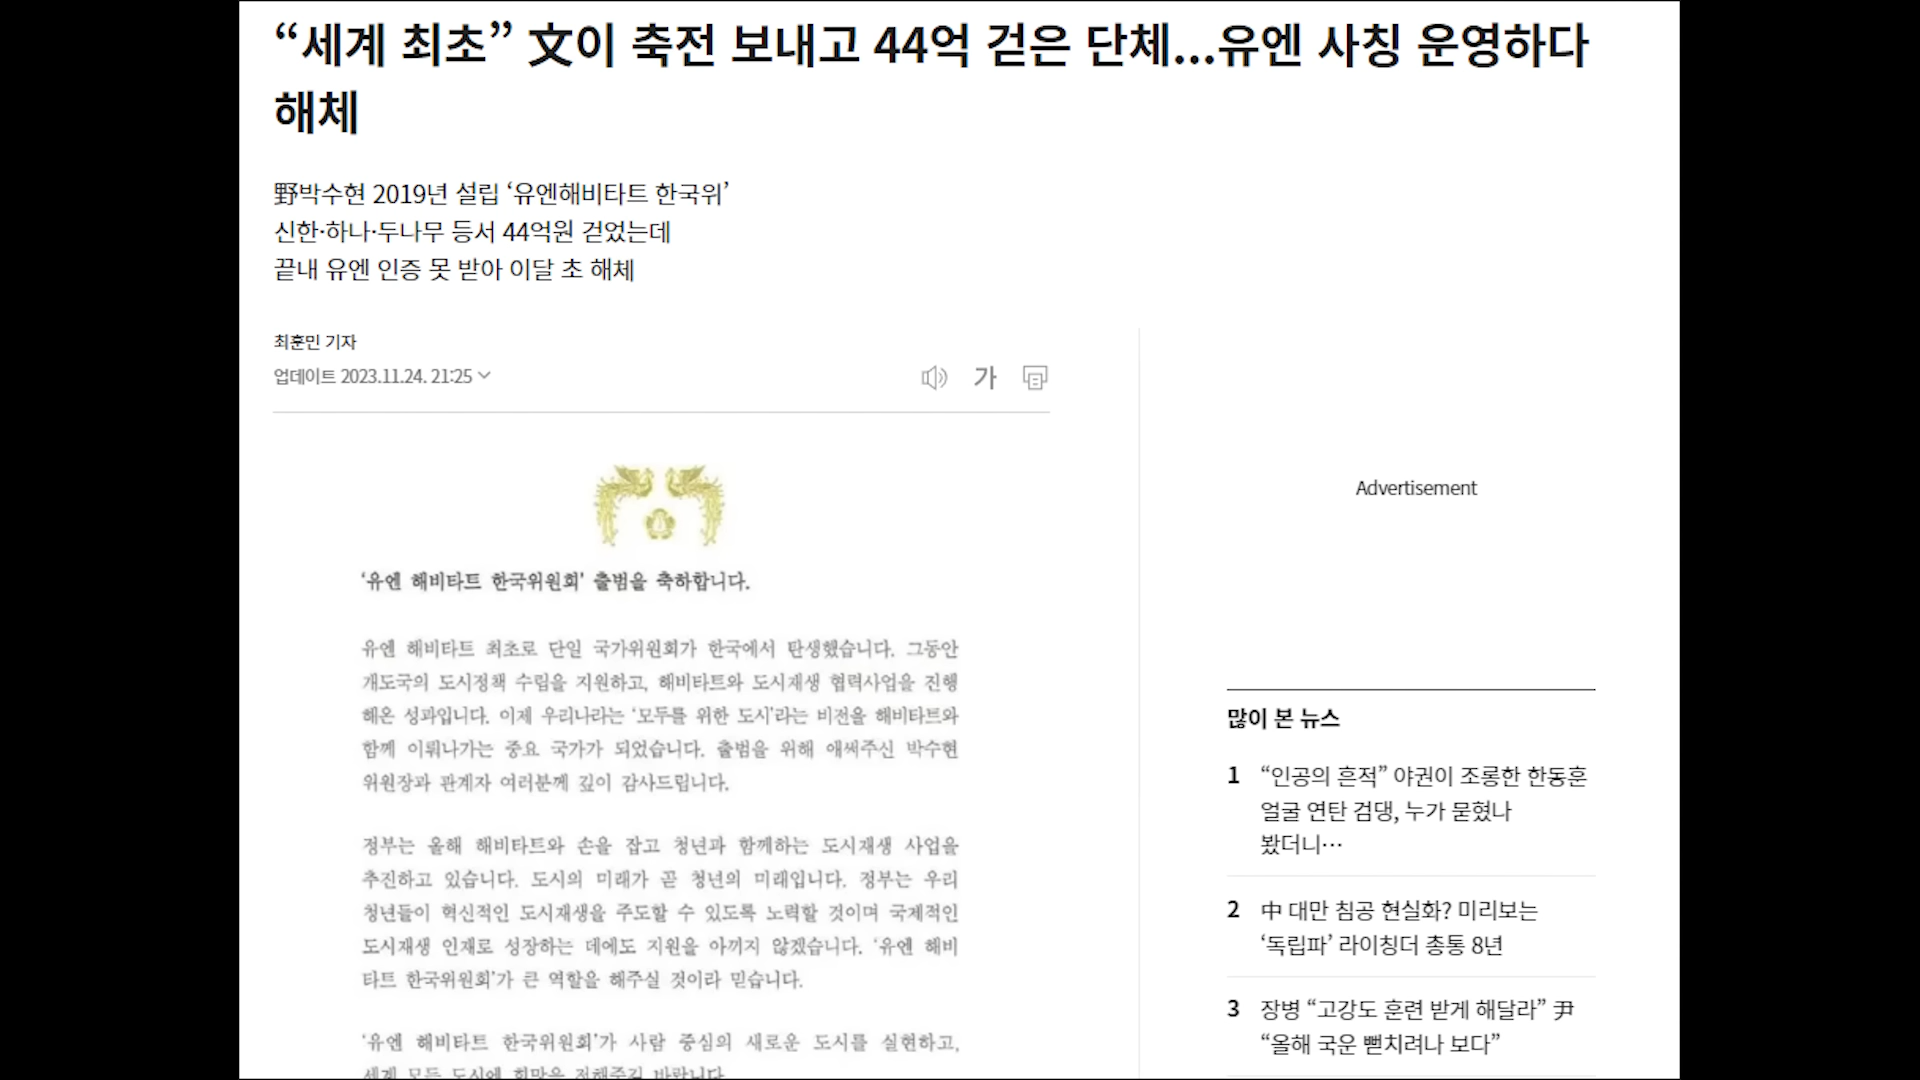 “세계 최초” 文이 축전 보내고 44억 걷은 단체...유엔 사칭 운영하다
해체
野박수현 2019년 설립 ‘유엔해비타트 한국위’
신한·하나·두나무 등서 44억원 걷었는데
끝내 유엔 인증 못 받아 이달 초 해체
최훈민 기자
업데이트 2023.11.24. 21:25
가
‘유엔 해비타트 한국위원회’ 출범을 축하합니다.
유엔 해비타트 최초로 단일 국가위원회가 한국에서 탄생했습니다. 그동안
개도국의 도시정책 수립을 지원하고, 해비타트와 도시재생 협력사업을 진행
해온 성과입니다. 이제 우리나라는 ‘모두를 위한 도시’라는 비전을 해비타트와
함께 이뤄나가는 중요 국가가 되었습니다. 출범을 위해 애써주신 박수현
위원장과 관계자 여러분께 깊이 감사드립니다.
정부는 올해 해비타트와 손을 잡고 청년과 함께하는 도시재생 사업을
추진하고 있습니다. 도시의 미래가 곧 청년의 미래입니다. 정부는 우리
청년들이 혁신적인 도시재생을 주도할 수 있도록 노력할 것이며 국제적인
도시재생 인재로 성장하는 데에도 지원을 아끼지 않겠습니다. ‘유엔 해비
타트 한국위원회’가 큰 역할을 해주실 것이라 믿습니다.
‘유엔 해비타트 한국위원회’가 사람 중심의 새로운 도시를 실현하고,
세계 모든 도시에 희망을 전해주길 바랍니다
Advertisement
많이 본 뉴스
1 “인공의 흔적” 야권이 조롱한 한동훈
얼굴 연탄 검댕, 누가 묻혔나
봤더니…
2 中 대만 침공 현실화? 미리보는
‘독립파’ 라이칭더 총통 8년
3 장병 “고강도 훈련 받게 해달라” 尹
“올해 국운 뻗치려나 보다”